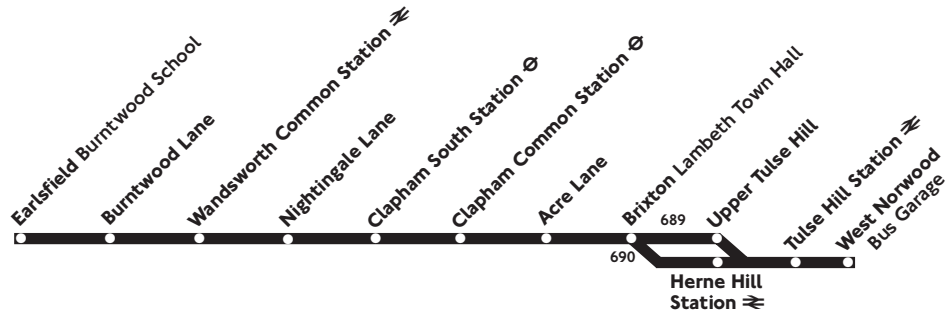 Earlsfield Burntwood School
Burntwood Lane
Wandsworth Common Station
Nightingale Lane
Clapham South Station
Clapham Common Station
Acre Lane
Brixton Lambeth Town Hall
689
Upper Tulse Hill
690
Herne Hill
Station
Tulse Hill Station
West Norwood
Bus Garage